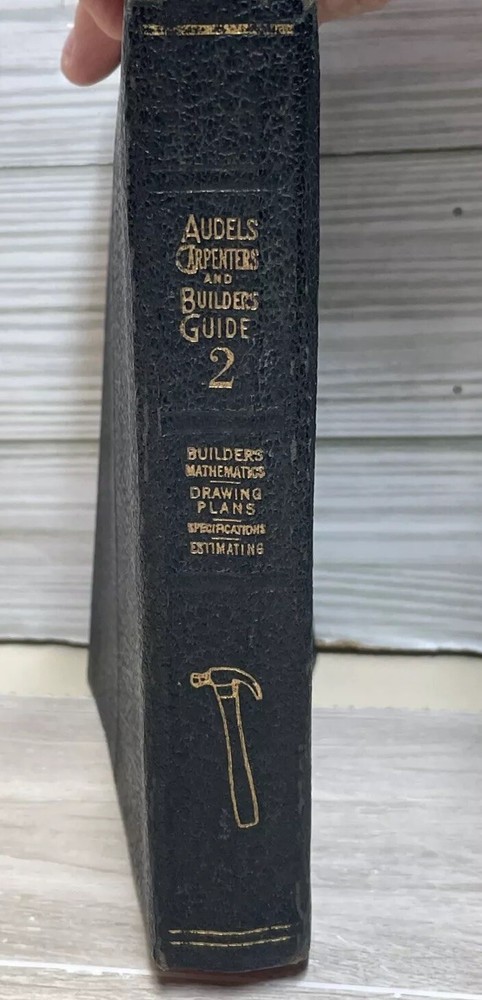 AUDELS
CARPENTERS
AND
BUILDERS
GUIDE
2
BUILDERS
MATHEMATICS
DRAWING
PLANS
SPECIFICATIONS
ESTIMATING